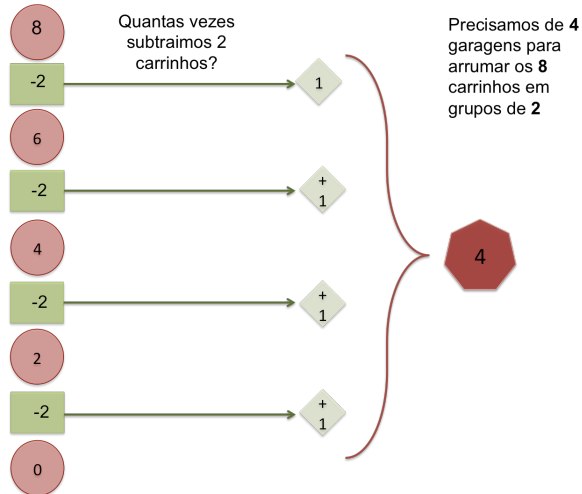 8
Quantas vezes
subtraimos 2
carrinhos?
Precisamos de 4
garagens para
arrumar os 8
carrinhos em
grupos de 2
-2
1
6
-2
+
1
4
4
-2
+
1
2
-2
+
1
0